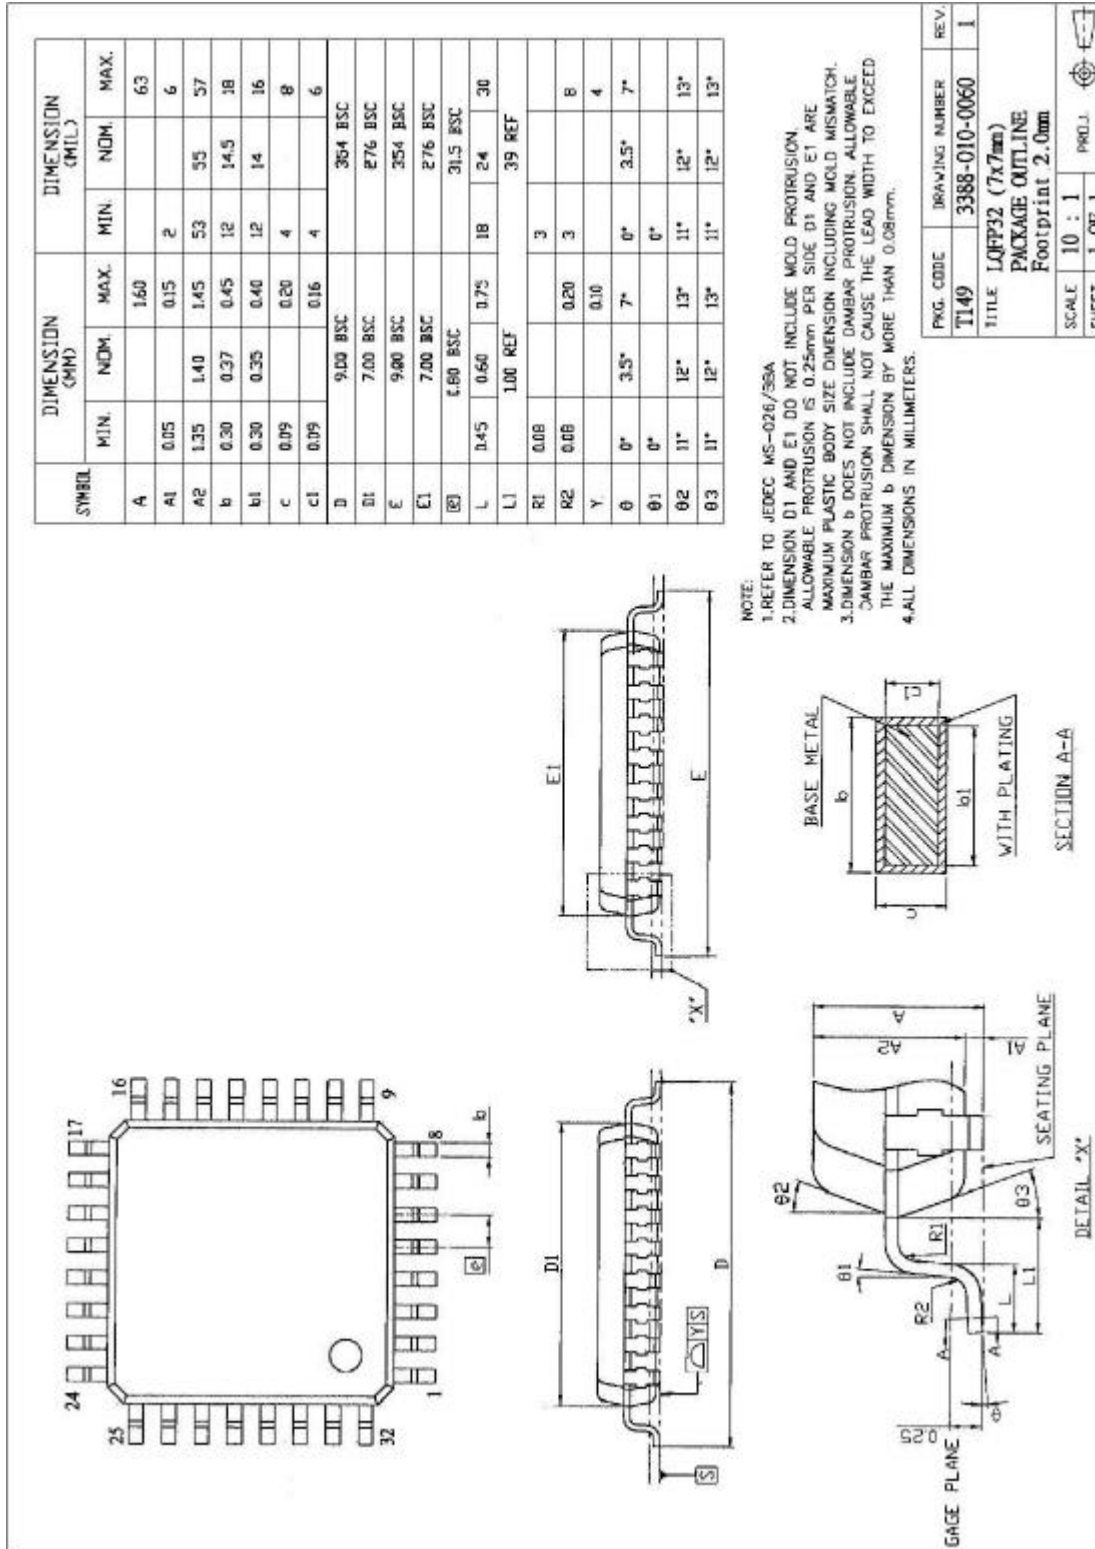 SYMBOL DIMENSION (MM) DIMENSION (MIL)
MIN. NOM. MAX. MIN. NOM. MAX.
A 1.60 63
A1 0.05 0.15 2 6
A2 1.35 1.40 1.45 53 55 57
b 0.30 0.37 0.45 12 14.5 18
b1 0.30 0.35 0.40 12 14 16
c 0.09 0.20 4 8
c1 0.09 0.16 4 6
D 9.00 BSC 354 BSC
D1 7.00 BSC 276 BSC
E 9.00 BSC 354 BSC
E1 7.00 BSC 276 BSC
e 0.80 BSC 31.5 BSC
L 0.45 0.60 0.75 18 24 30
L1 1.00 REF 39 REF
R1 0.08 3
R2 0.08 0.20 3 8
Y 0.10 4
θ 0° 3.5° 7° 0° 3.5° 7°
θ1 0° 0°
θ2 11° 12° 13° 11° 12° 13°
θ3 11° 12° 13° 11° 12° 13°
24
17
25
16
32
9
1
8
e
b
D1
D
S
Y S
E1
E
"X"
NOTE:
1.REFER TO JEDEC MS-026/BBA
2.DIMENSION D1 AND E1 DO NOT INCLUDE MOLD PROTRUSION.
ALLOWABLE PROTRUSION IS 0.25mm PER SIDE D1 AND E1 ARE
MAXIMUM PLASTIC BODY SIZE DIMENSION INCLUDING MOLD MISMATCH.
3.DIMENSION b DOES NOT INCLUDE DAMBAR PROTRUSION. ALLOWABLE
DAMBAR PROTRUSION SHALL NOT CAUSE THE LEAD WIDTH TO EXCEED
THE MAXIMUM b DIMENSION BY MORE THAN 0.08mm.
4.ALL DIMENSIONS IN MILLIMETERS.
GAGE PLANE
0.25
θ
A
A
R2
θ1
R1
L
L1
θ2
θ3
A2
A
A1
SEATING PLANE
DETAIL "X"
BASE METAL
b
c
b1
c1
WITH PLATING
SECTION A-A
PKG. CODE DRAWING NUMBER REV.
T149 3388-010-0060 1
TITLE LQFP32 (7x7mm)
PACKAGE OUTLINE
Footprint 2.0mm
SCALE 10 : 1 PROJ.
SHEET 1 OF 1